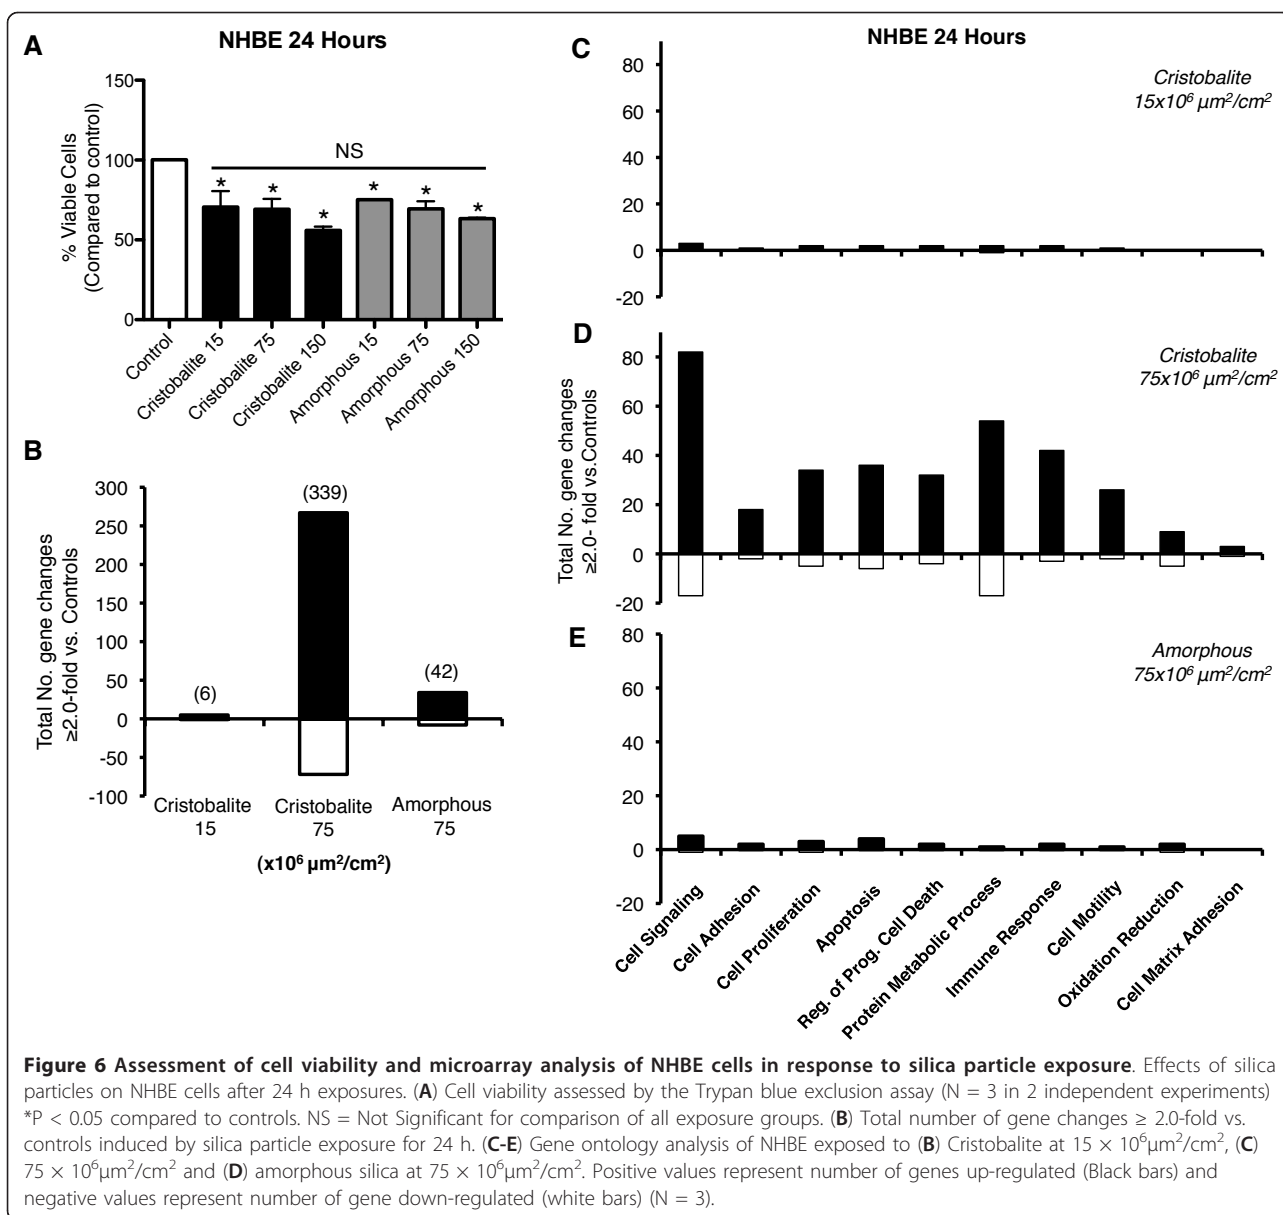 A
NHBE 24 Hours
% Viable Cells
(Compared to control)
150
100
50
0
NS
*
*
*
*
*
*
Control
Cristobalite 15
Cristobalite 75
Cristobalite 150
Amorphous 15
Amorphous 75
Amorphous 150
B
Total No. gene changes
≥2.0-fold vs. Controls
300
250
200
150
100
50
0
-50
-100
(6)
(339)
(42)
Cristobalite
15
Cristobalite
75
Amorphous
75
(x10⁶ µm²/cm²)
NHBE 24 Hours
C
80
60
40
20
0
-20
Cristobalite
15x10⁶ µm²/cm²
D
Total No. gene changes
≥2.0- fold vs.Controls
80
60
40
20
0
-20
Cristobalite
75x10⁶ µm²/cm²
E
80
60
40
20
0
-20
Amorphous
75x10⁶ µm²/cm²
Cell Signaling
Cell Adhesion
Cell Proliferation
Apoptosis
Reg. of Prog. Cell Death
Protein Metabolic Process
Immune Response
Cell Motility
Oxidation Reduction
Cell Matrix Adhesion
Figure 6 Assessment of cell viability and microarray analysis of NHBE cells in response to silica particle exposure. Effects of silica
particles on NHBE cells after 24 h exposures. (A) Cell viability assessed by the Trypan blue exclusion assay (N = 3 in 2 independent experiments)
*P < 0.05 compared to controls. NS = Not Significant for comparison of all exposure groups. (B) Total number of gene changes ≥ 2.0-fold vs.
controls induced by silica particle exposure for 24 h. (C-E) Gene ontology analysis of NHBE exposed to (B) Cristobalite at 15 × 10⁶µm²/cm², (C)
75 × 10⁶µm²/cm² and (D) amorphous silica at 75 × 10⁶µm²/cm². Positive values represent number of genes up-regulated (Black bars) and
negative values represent number of gene down-regulated (white bars) (N = 3).